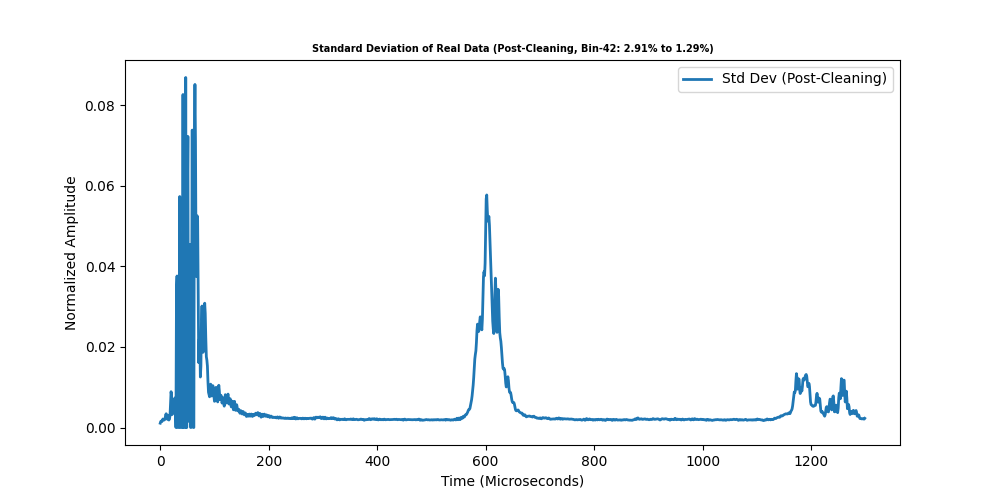 Standard Deviation of Real Data (Post-Cleaning, Bin-42: 2.91% to 1.29%)
Std Dev (Post-Cleaning)
Normalized Amplitude
0.08
0.06
0.04
0.02
0.00
0 200 400 600 800 1000 1200
Time (Microseconds)